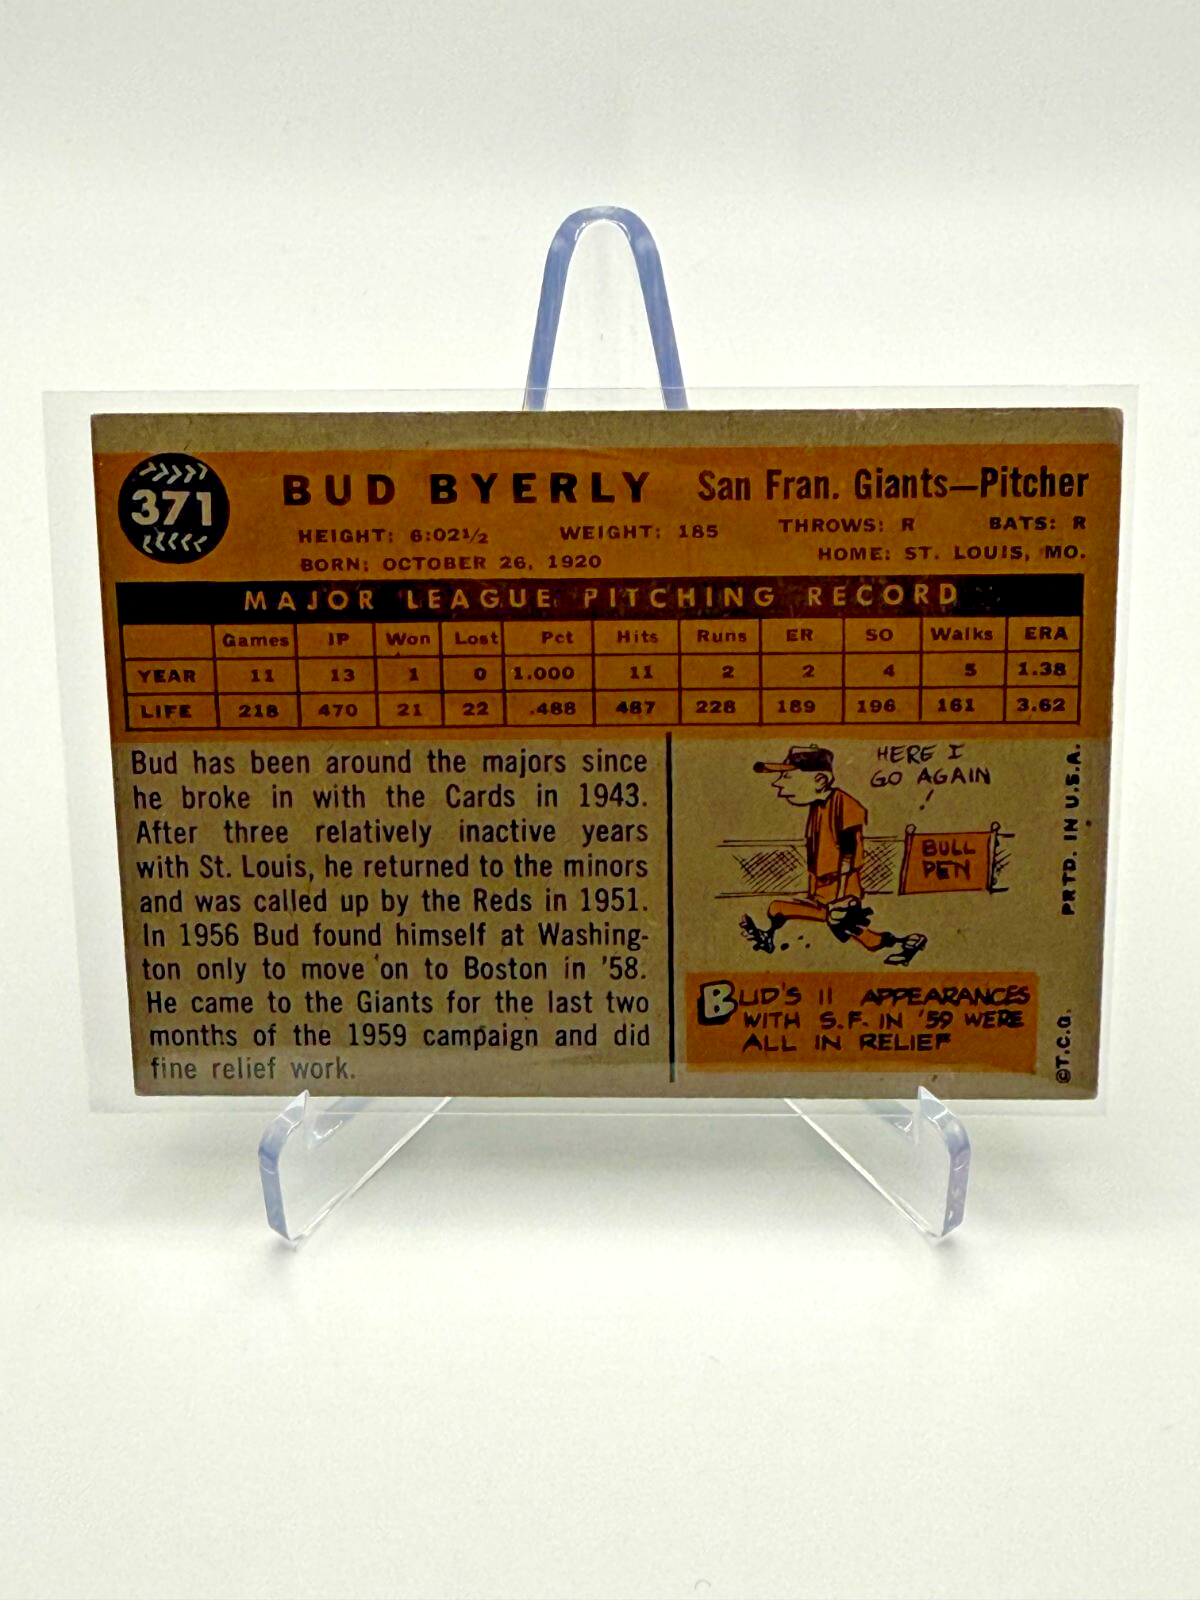 371
BUD BYERLY San Fran. Giants—Pitcher
HEIGHT: 6:02½ WEIGHT: 185 THROWS: R BATS: R
BORN: OCTOBER 26, 1920 HOME: ST. LOUIS, MO.
MAJOR LEAGUE PITCHING RECORD
Games IP Won Lost Pct Hits Runs ER SO Walks ERA
YEAR 11 13 1 0 1.000 11 2 2 4 5 1.38
LIFE 218 470 21 22 .488 487 228 189 196 161 3.62
Bud has been around the majors since
he broke in with the Cards in 1943.
After three relatively inactive years
with St. Louis, he returned to the minors
and was called up by the Reds in 1951.
In 1956 Bud found himself at Washing-
ton only to move on to Boston in '58.
He came to the Giants for the last two
months of the 1959 campaign and did
fine relief work.
HERE I
GO AGAIN
!
BULL
PEN
BUD'S 11 APPEARANCES
WITH S.F. IN '59 WERE
ALL IN RELIEF
©T.C.G. PRTD. IN U.S.A.